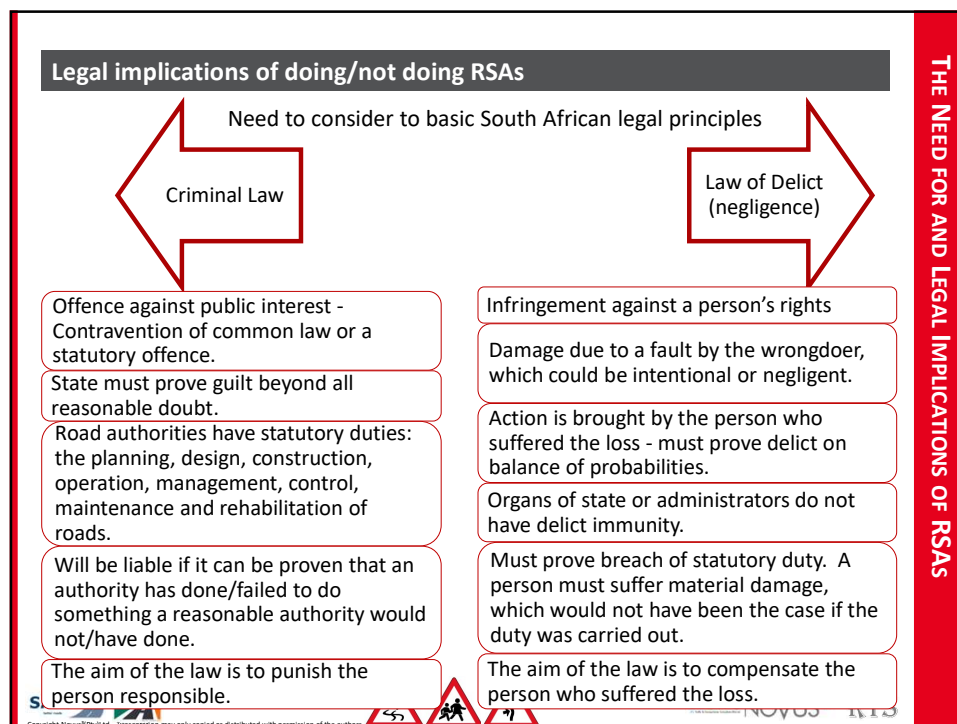 Legal implications of doing/not doing RSAs
Need to consider to basic South African legal principles
Criminal Law
Law of Delict
(negligence)
Offence against public interest -
Contravention of common law or a
statutory offence.
State must prove guilt beyond all
reasonable doubt.
Road authorities have statutory duties:
the planning, design, construction,
operation, management, control,
maintenance and rehabilitation of
roads.
Will be liable if it can be proven that an
authority has done/failed to do
something a reasonable authority would
not/have done.
The aim of the law is to punish the
person responsible.
Infringement against a person’s rights
Damage due to a fault by the wrongdoer,
which could be intentional or negligent.
Action is brought by the person who
suffered the loss - must prove delict on
balance of probabilities.
Organs of state or administrators do not
have delict immunity.
Must prove breach of statutory duty.  A
person must suffer material damage,
which would not have been the case if the
duty was carried out.
The aim of the law is to compensate the
person who suffered the loss.
THE NEED FOR AND LEGAL IMPLICATIONS OF RSAs